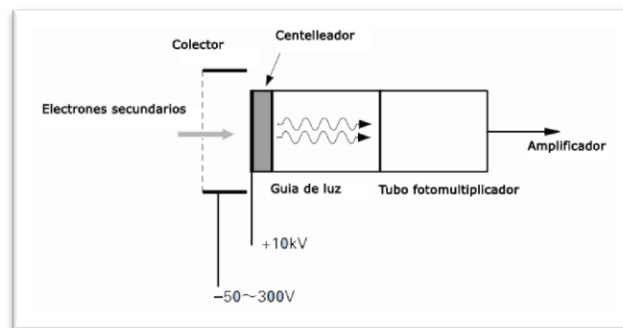 Centelleador
Colector
Electrones secundarios
Amplificador
Guia de luz
Tubo fotomultiplicador
+10kV
−50～300V